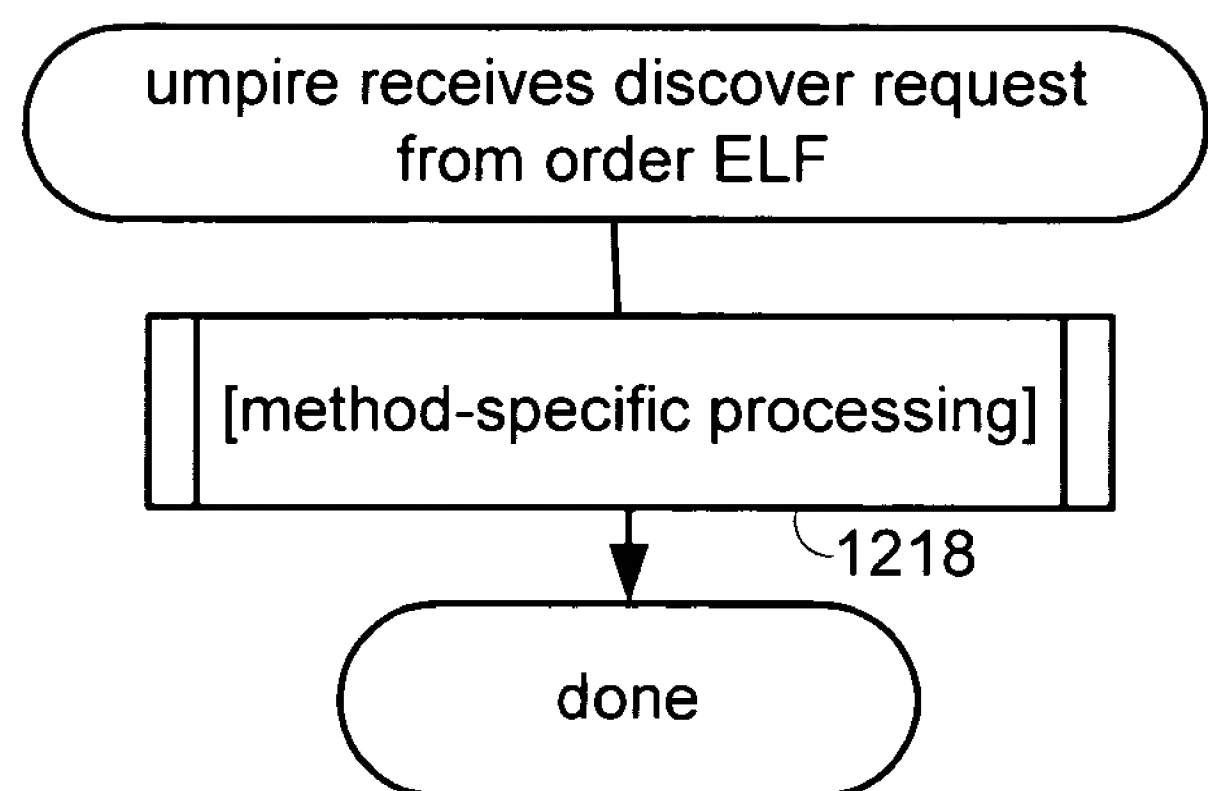 umpire receives discover request
from order ELF
[method-specific processing]
1218
done